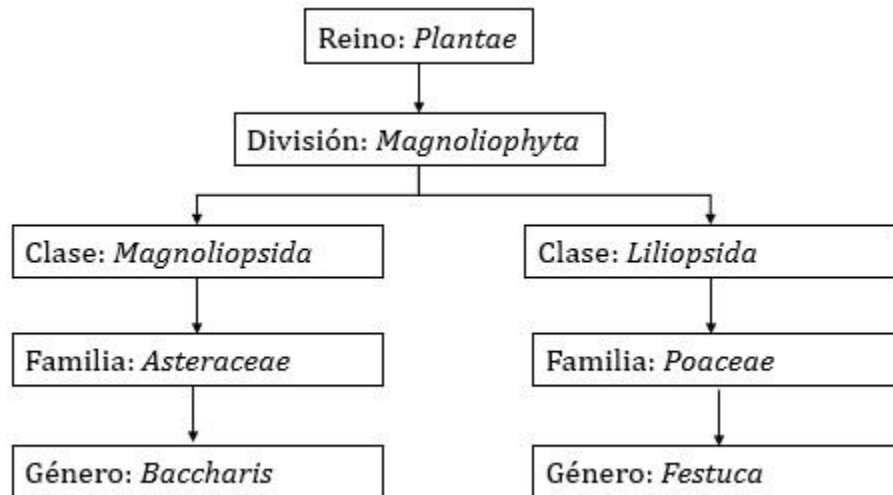 Reino: Plantae
División: Magnoliophyta
Clase: Magnoliopsida
Clase: Liliopsida
Familia: Asteraceae
Familia: Poaceae
Género: Baccharis
Género: Festuca